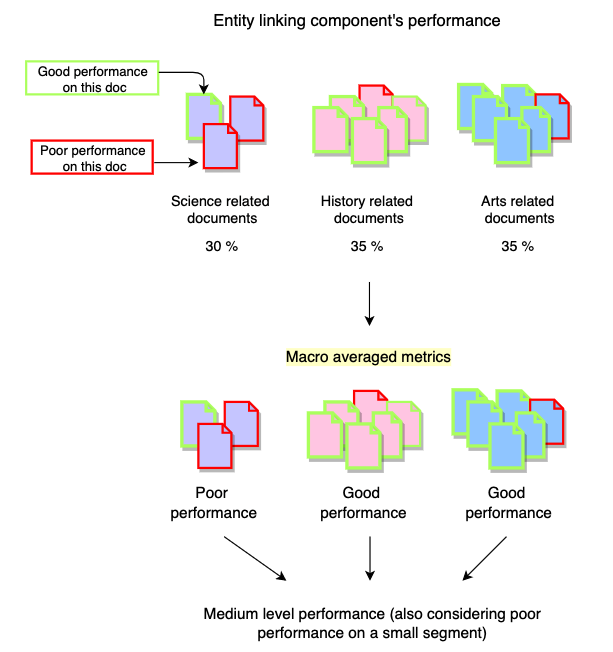 Entity linking component's performance
Good performance
on this doc
Poor performance
on this doc
Science related
documents
History related
documents
Arts related
documents
30 %
35 %
35 %
Macro averaged metrics
Poor
performance
Good
performance
Good
performance
Medium level performance (also considering poor
performance on a small segment)